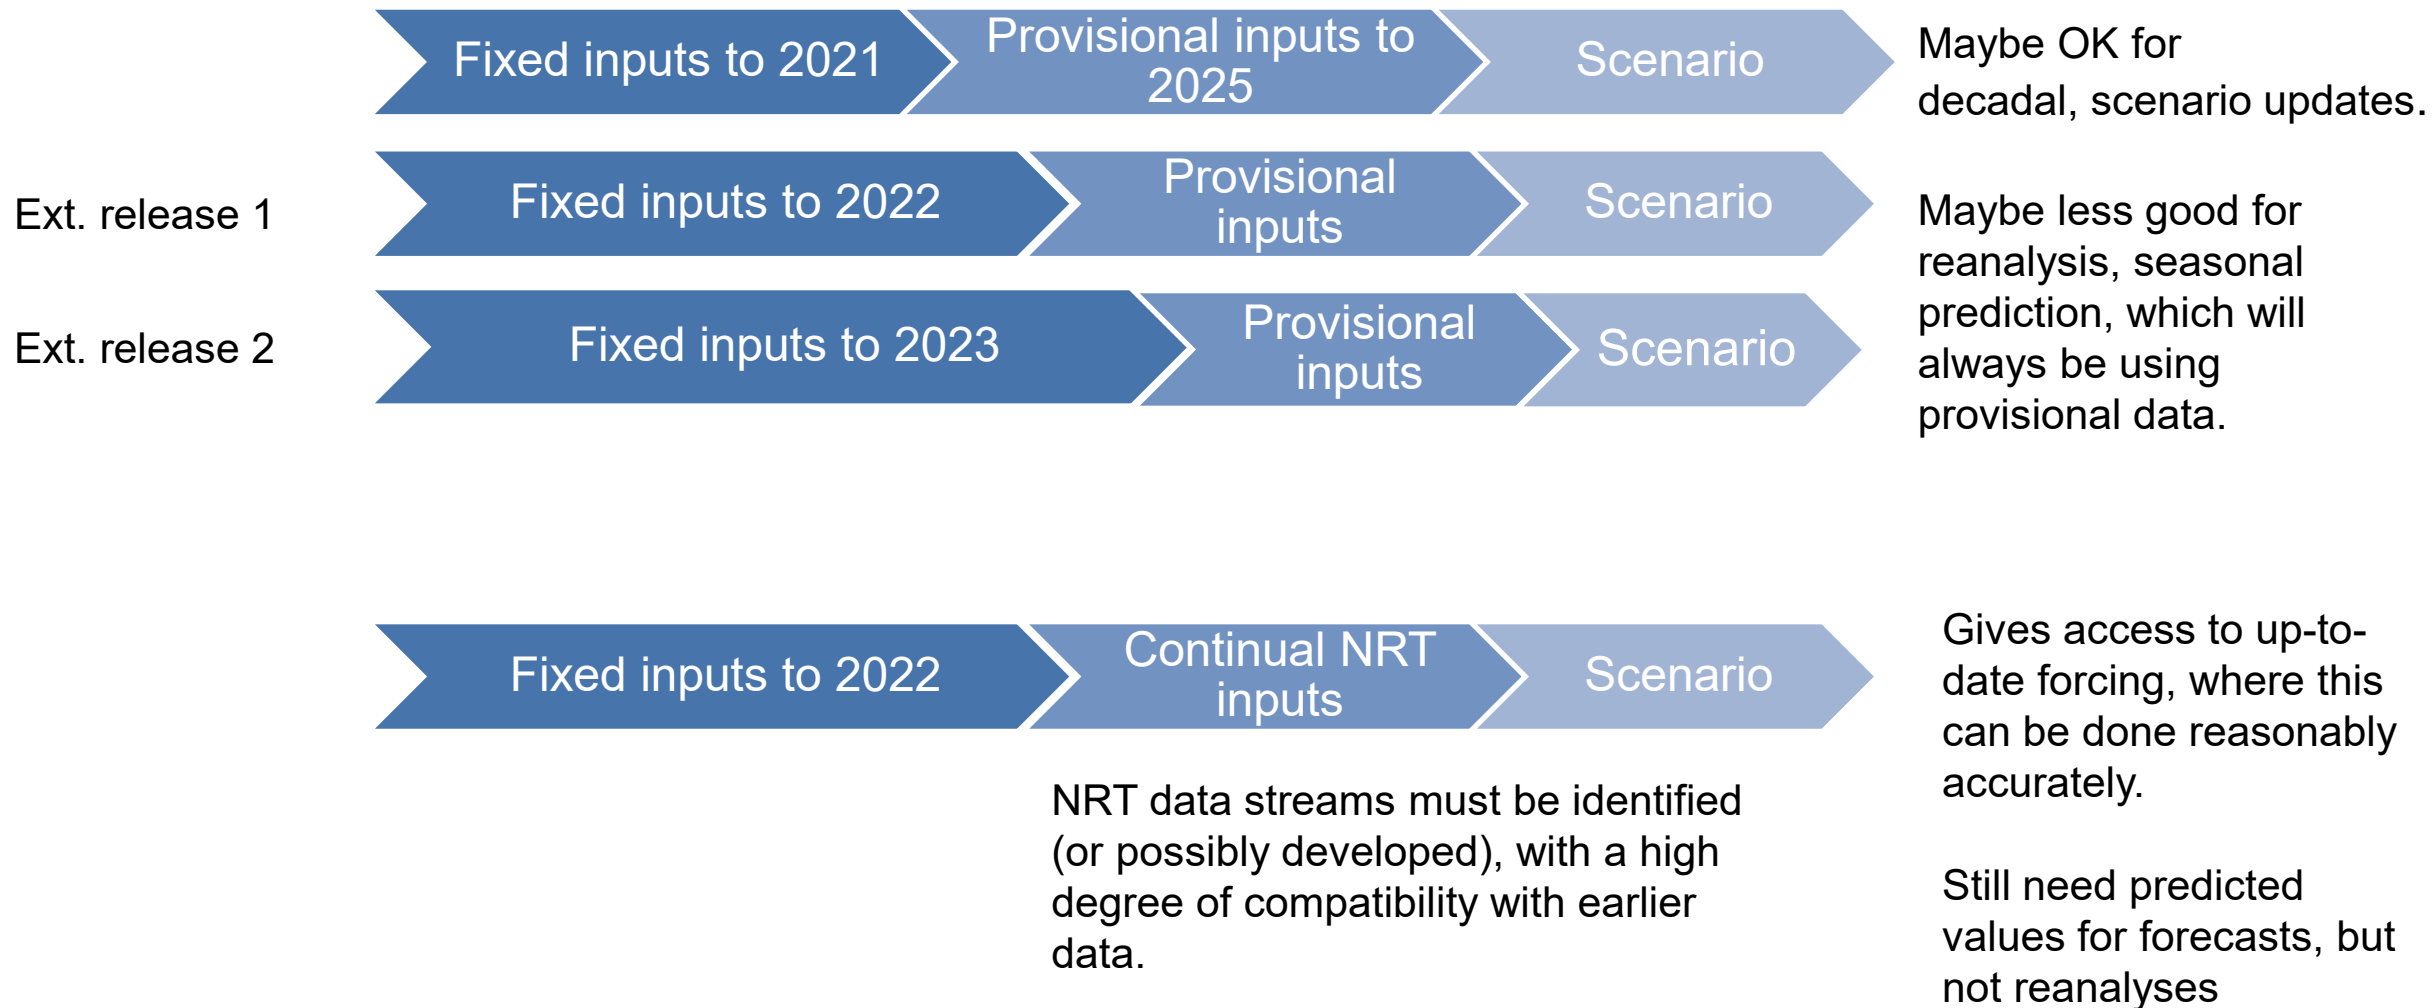 Fixed inputs to 2021
Provisional inputs to
2025
Scenario
Maybe OK for
decadal, scenario updates.
Ext. release 1
Fixed inputs to 2022
Provisional
inputs
Scenario
Maybe less good for
reanalysis, seasonal
prediction, which will
always be using
provisional data.
Ext. release 2
Fixed inputs to 2023
Provisional
inputs
Scenario
Fixed inputs to 2022
Continual NRT
inputs
Scenario
Gives access to up-to-
date forcing, where this
can be done reasonably
accurately.
NRT data streams must be identified
(or possibly developed), with a high
degree of compatibility with earlier
data.
Still need predicted
values for forecasts, but
not reanalyses